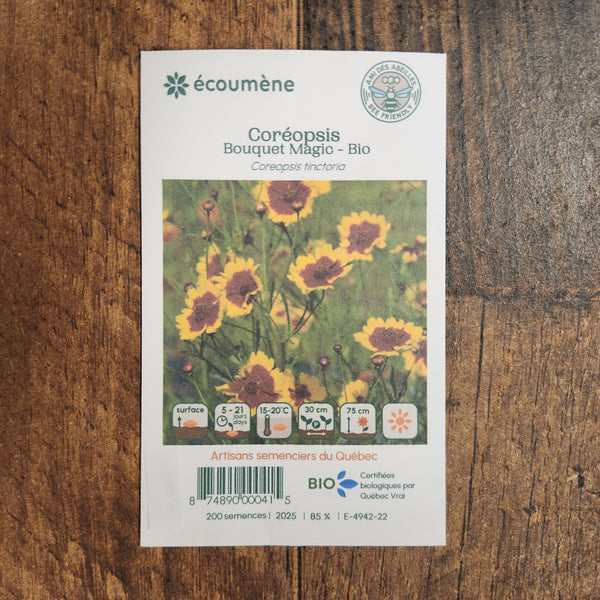 écoumène
AMI DES ABEILLES
BEE FRIENDLY
Coréopsis
Bouquet Magic - Bio
Coreopsis tinctoria
surface
5 - 21
jours
days
15-20°C
30 cm
P
75 cm
Artisans semenciers du Québec
8 74890 00041 5
BIO
Certifiées
biologiques par
Québec Vrai
200 semences | 2025 | 85 % | E-4942-22